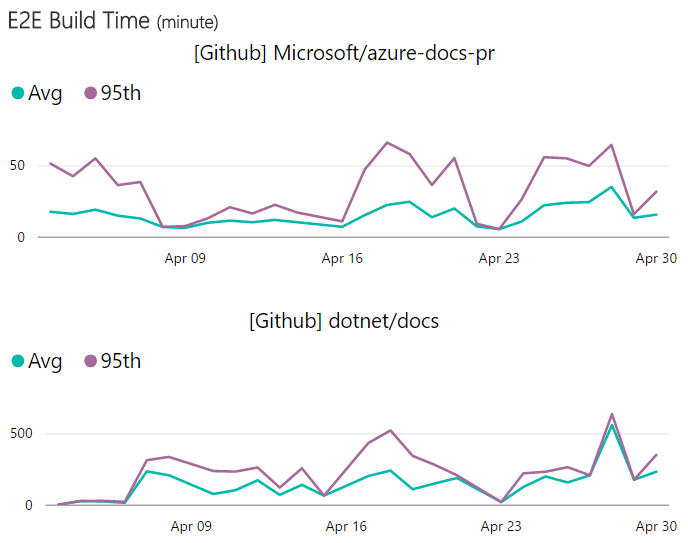 E2E Build Time (minute)
[Github] Microsoft/azure-docs-pr
Avg 95th
50
0
Apr 09 Apr 16 Apr 23 Apr 30
[Github] dotnet/docs
Avg 95th
500
0
Apr 09 Apr 16 Apr 23 Apr 30